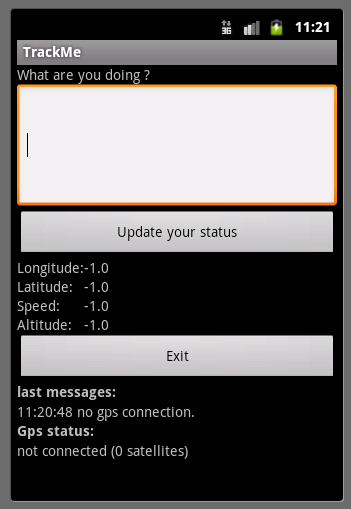 3G 11:21
TrackMe
What are you doing ?
Update your status
Longitude:-1.0
Latitude: -1.0
Speed: -1.0
Altitude: -1.0
Exit
last messages:
11:20:48 no gps connection.
Gps status:
not connected (0 satellites)